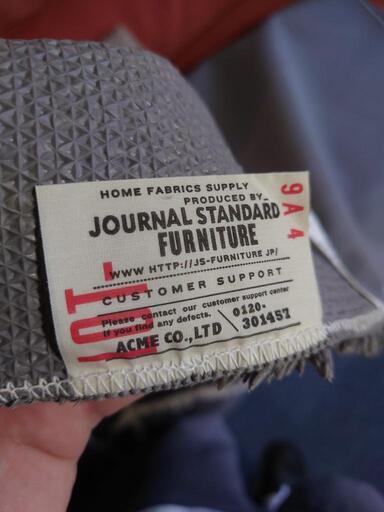 HOME FABRICS SUPPLY
PRODUCED BY
JOURNAL STANDARD
FURNITURE
WWW HTTP://JS-FURNITURE JP/
CUSTOMER SUPPORT
Please contact our customer support center
if you find any defects. / 0120-
ACME CO.,LTD \ 301457
9A 4